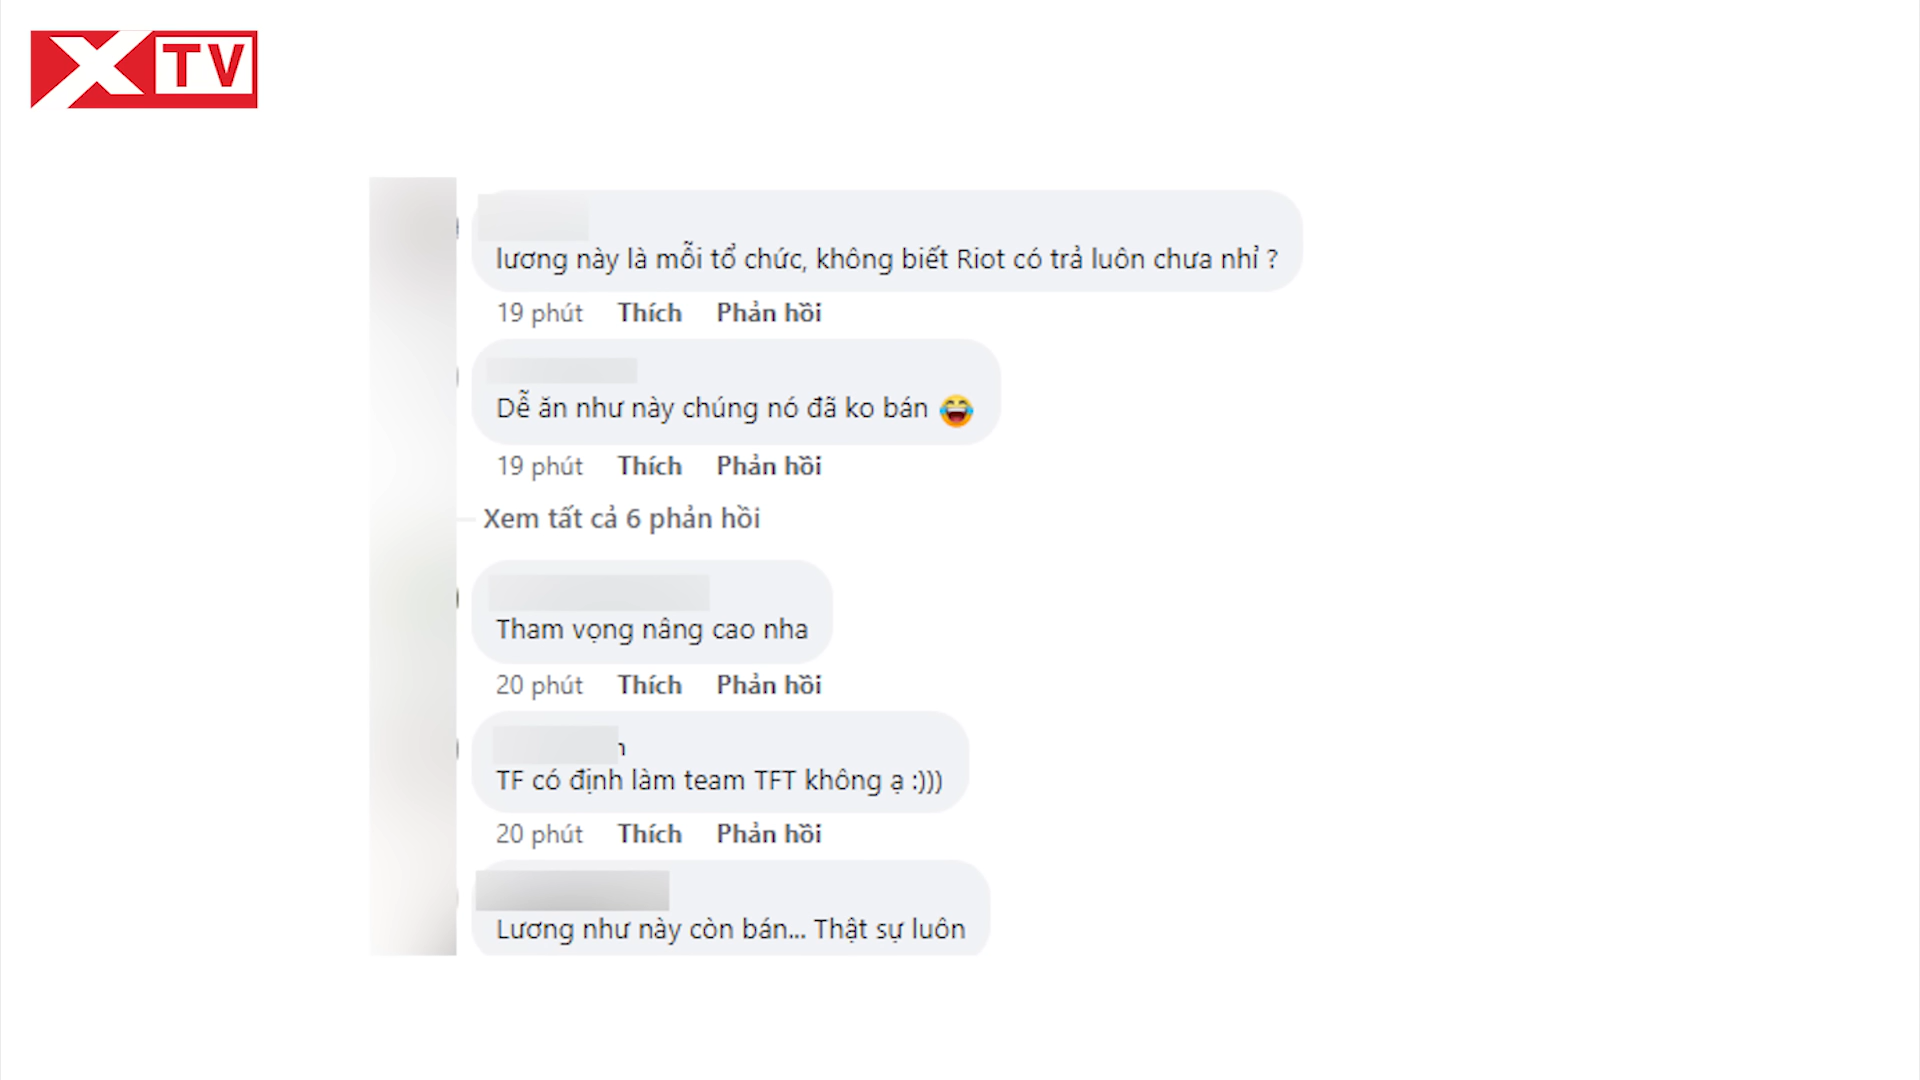 XTV
lương này là mỗi tổ chức, không biết Riot có trả luôn chưa nhỉ ?
19 phút Thích Phản hồi
Dễ ăn như này chúng nó đã ko bán 😂
19 phút Thích Phản hồi
Xem tất cả 6 phản hồi
Tham vọng nâng cao nha
20 phút Thích Phản hồi
TF có định làm team TFT không ạ :)))
20 phút Thích Phản hồi
Lương như này còn bán... Thật sự luôn